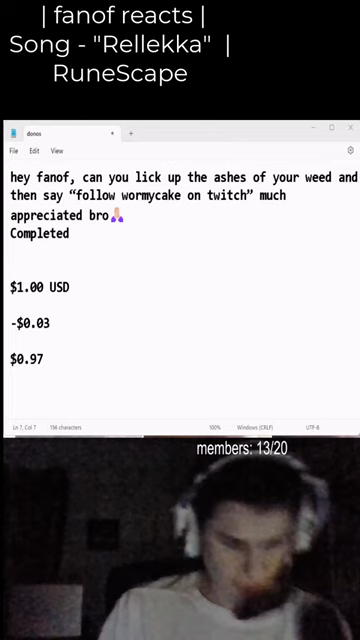 | fanof reacts |
Song - "Rellekka" |
RuneScape
donos
File Edit View
hey fanof, can you lick up the ashes of your weed and
then say “follow wormycake on twitch” much
appreciated bro🙏
Completed
$1.00 USD
-$0.03
$0.97
Ln 7, Col 7 156 characters 100% Windows (CRLF) UTF-8
members: 13/20